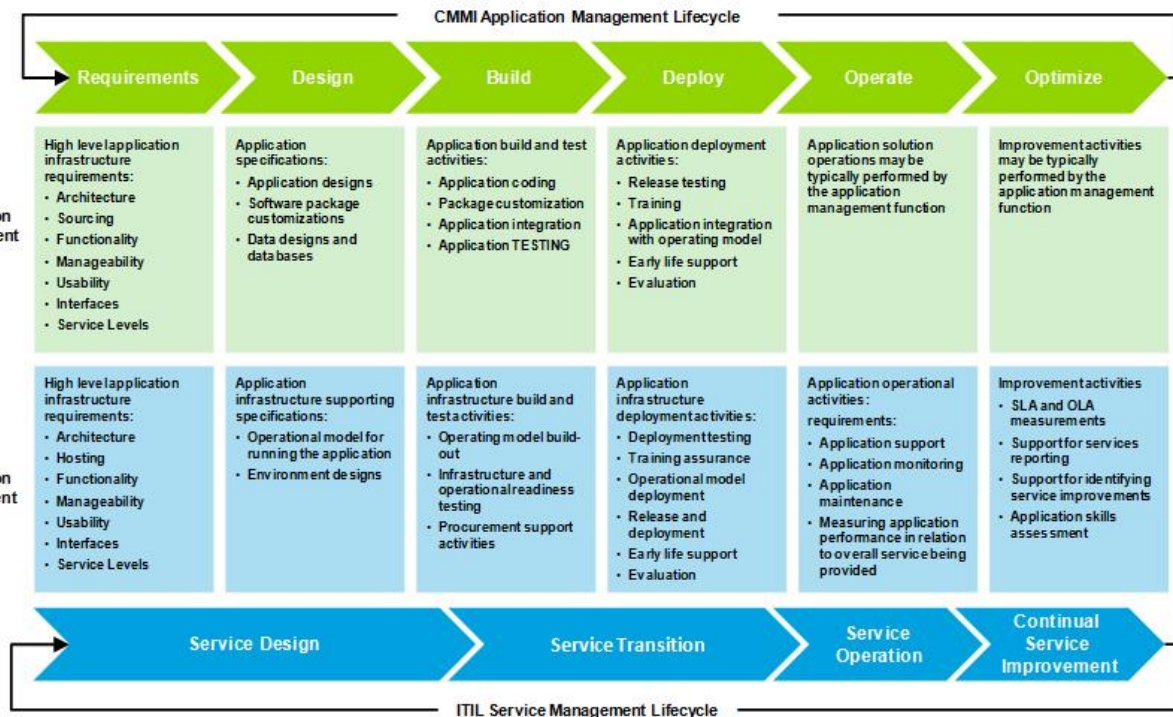 CMMI Application Management Lifecycle
Requirements
Design
Build
Deploy
Operate
Optimize
High level application
infrastructure
requirements:
• Architecture
• Sourcing
• Functionality
• Manageability
• Usability
• Interfaces
• Service Levels
Application
specifications:
• Application designs
• Software package
customizations
• Data designs and
databases
Application build and test
activities:
• Application coding
• Package customization
• Application integration
• Application TESTING
Application deployment
activities:
• Release testing
• Training
• Application integration
with operating model
• Early life support
• Evaluation
Application solution
operations may be
typically performed by
the application
management function
Improvement activities
may be typically
performed by the
application management
function
High level application
infrastructure
requirements:
• Architecture
• Hosting
• Functionality
• Manageability
• Usability
• Interfaces
• Service Levels
Application
infrastructure supporting
specifications:
• Operational model for
running the application
• Environment designs
Application
infrastructure build and
test activities:
• Operating model build-
out
• Infrastructure and
operational readiness
testing
• Procurement support
activities
Application
infrastructure
deployment activities:
• Deployment testing
• Training assurance
• Operational model
deployment
• Release and
deployment
• Early life support
• Evaluation
Application operational
activities:
requirements:
• Application support
• Application monitoring
• Application
maintenance
• Measuring application
performance in relation
to overall service being
provided
Improvement activities
• SLA and OLA
measurements
• Support for services
reporting
• Support for identifying
service improvements
• Application skills
assessment
Service Design
Service Transition
Service
Operation
Continual
Service
Improvement
ITIL Service Management Lifecycle